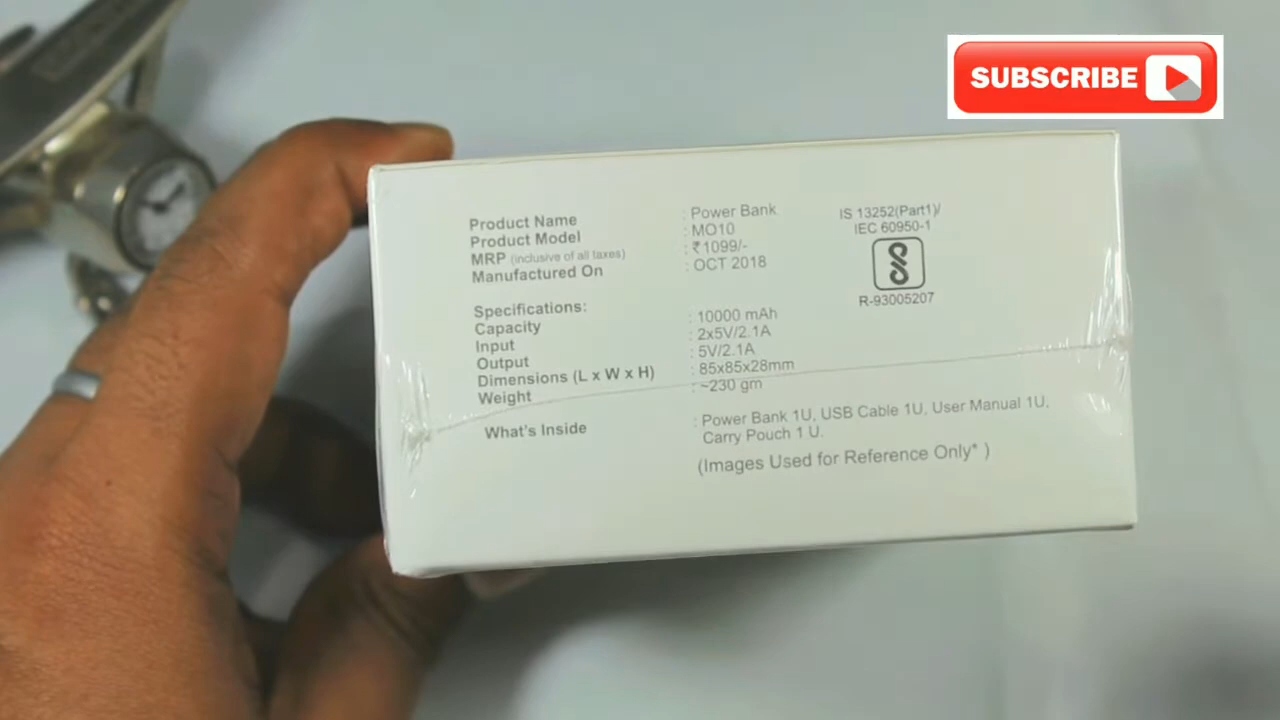 SUBSCRIBE
Product Name : Power Bank
Product Model : MO10
MRP (inclusive of all taxes) : ₹1099/-
Manufactured On : OCT 2018
IS 13252(Part1)/
IEC 60950-1
R-93005207
Specifications:
Capacity : 10000 mAh
Input : 2x5V/2.1A
Output : 5V/2.1A
Dimensions (L x W x H) : 85x85x28mm
Weight : ~230 gm
What's Inside : Power Bank 1U, USB Cable 1U, User Manual 1U,
Carry Pouch 1 U.
(Images Used for Reference Only* )